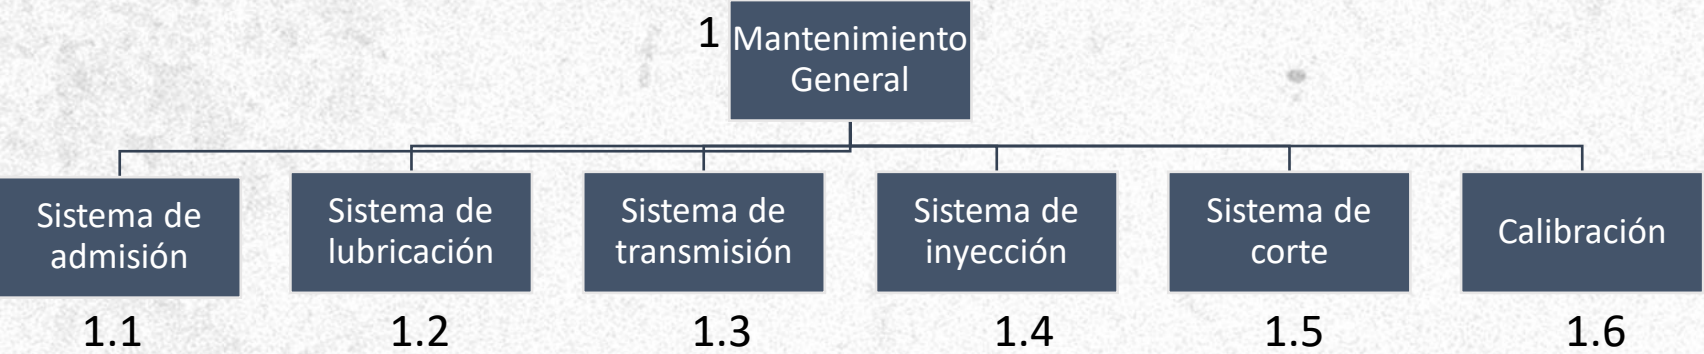 1
Mantenimiento
General
Sistema de
admisión
Sistema de
lubricación
Sistema de
transmisión
Sistema de
inyección
Sistema de
corte
Calibración
1.1
1.2
1.3
1.4
1.5
1.6